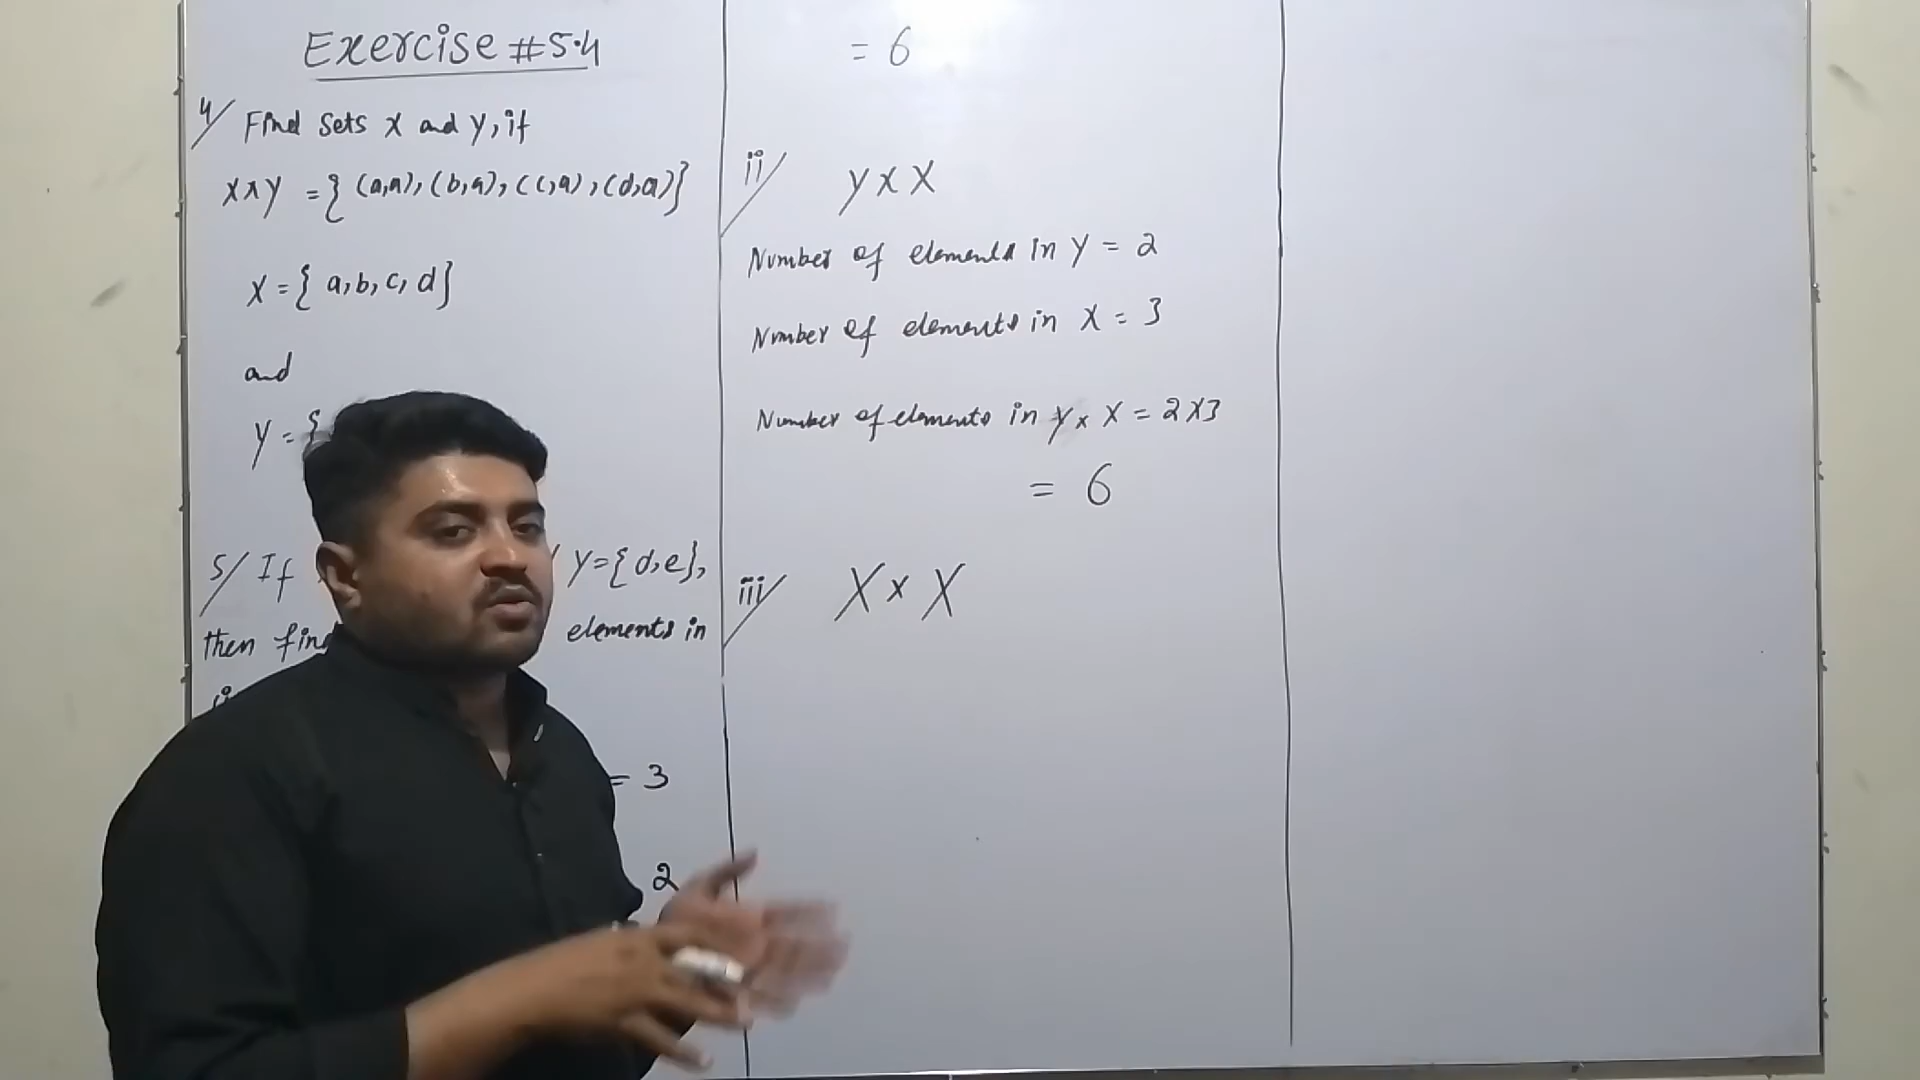 Exercise #5.4
4/ Find Sets X and Y, if
X×Y = { (a,a), (b,a), (c,a), (d,a)}
X = { a, b, c, d}
and
Y = {
5/ If Y={d,e},
then find elements in
= 3
2
= 6
ii/ Y × X
Number of elements in Y = 2
Number of elements in X = 3
Number of elements in Y × X = 2×3
= 6
iii/ X × X